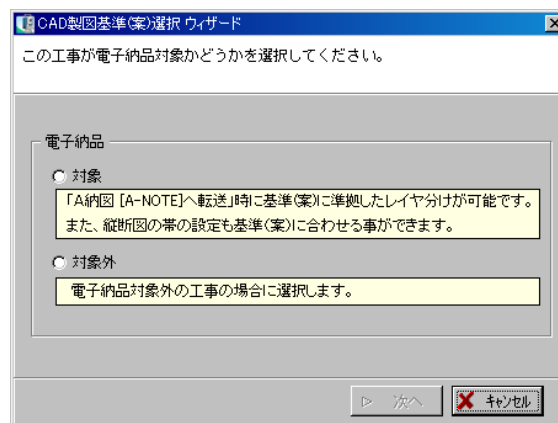 CAD製図基準(案)選択 ウィザード
この工事が電子納品対象かどうかを選択してください。
電子納品
対象
「A納図 [A-NOTE]へ転送」時に基準(案)に準拠したレイヤ分けが可能です。
また、縦断図の帯の設定も基準(案)に合わせる事ができます。
対象外
電子納品対象外の工事の場合に選択します。
次へ
キャンセル